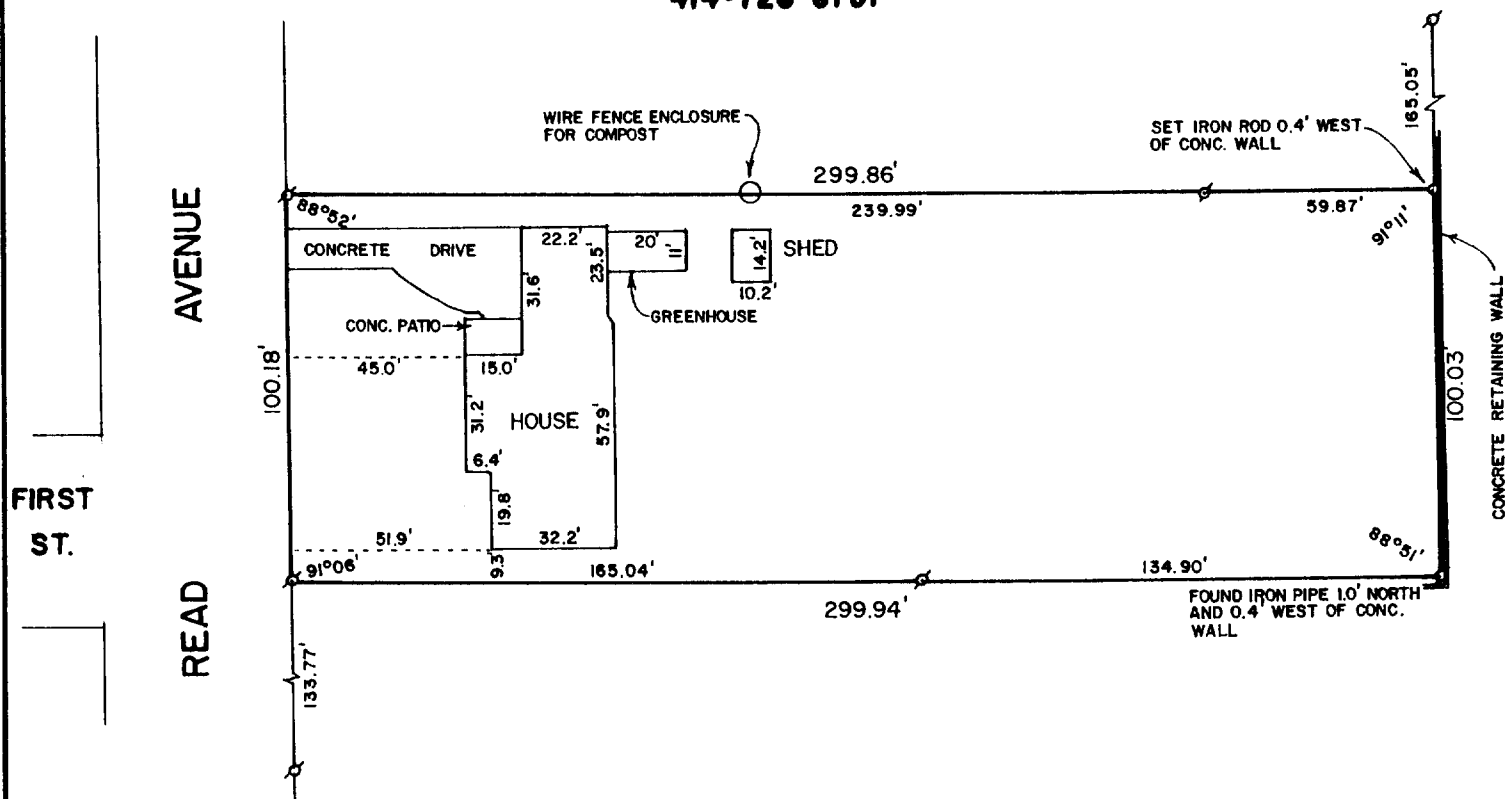 165.05'
WIRE FENCE ENCLOSURE
FOR COMPOST
SET IRON ROD 0.4' WEST
OF CONC. WALL
299.86'
239.99'
59.87'
88°52'
91°11'
CONCRETE DRIVE
22.2'
23.5'
20'
11'
14.2'
SHED
10.2'
31.6'
GREENHOUSE
CONC. PATIO
45.0'
15.0'
100.18'
31.2'
HOUSE
57.9'
6.4'
19.8'
51.9'
32.2'
9.3'
100.03'
CONCRETE RETAINING WALL
AVENUE
READ
FIRST
ST.
91°06'
165.04'
299.94'
134.90'
88°51'
FOUND IRON PIPE 1.0' NORTH
AND 0.4' WEST OF CONC.
WALL
133.77'